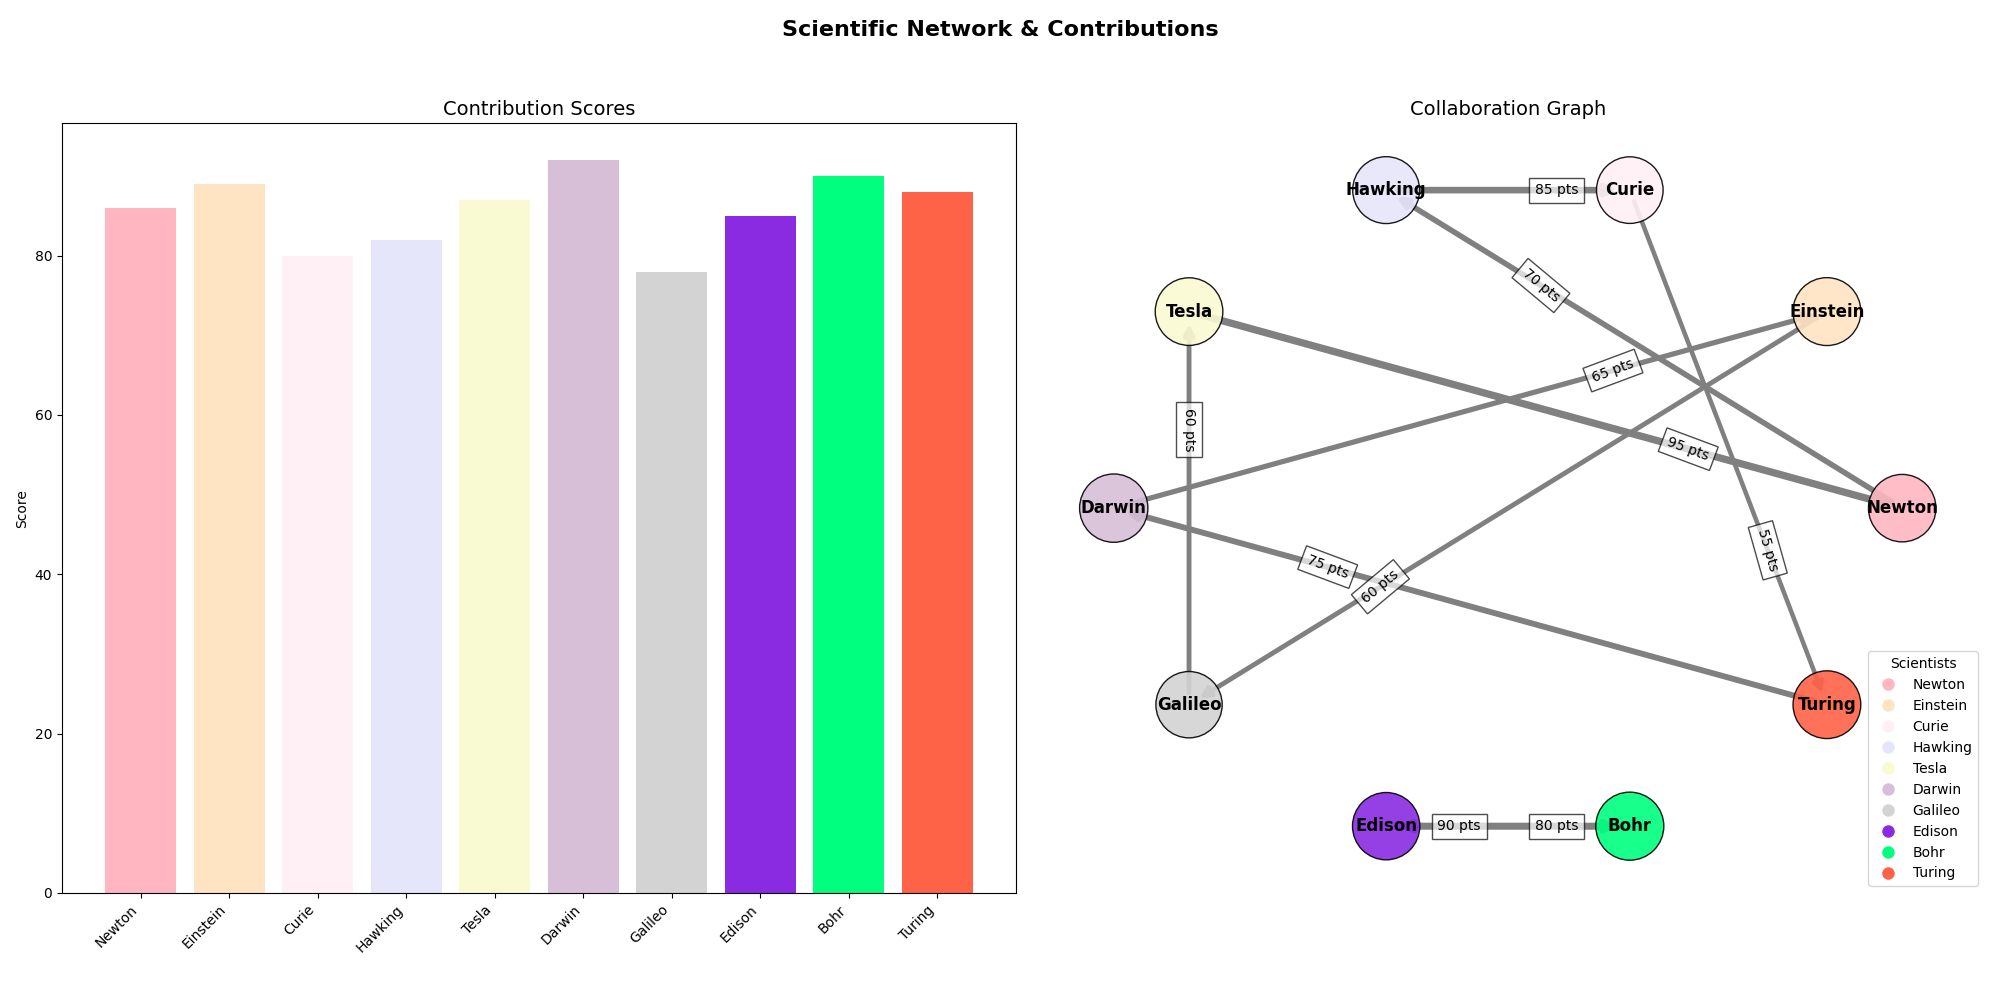 Scientific Network & Contributions
Contribution Scores
Score
0
20
40
60
80
Newton
Einstein
Curie
Hawking
Tesla
Darwin
Galileo
Edison
Bohr
Turing
Collaboration Graph
Hawking
85 pts
Curie
70 pts
Tesla
Einstein
65 pts
60 pts
95 pts
Darwin
Newton
55 pts
75 pts
60 pts
Galileo
Turing
Edison
90 pts
80 pts
Bohr
Scientists
Newton
Einstein
Curie
Hawking
Tesla
Darwin
Galileo
Edison
Bohr
Turing